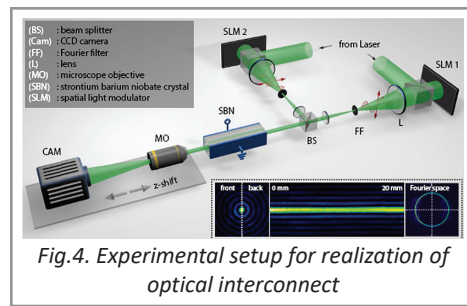 (BS) : beam splitter
(Cam) : CCD camera
(FF) : Fourier filter
(L) : lens
(MO) : microscope objective
(SBN) : strontium barium niobate crystal
(SLM) : spatial light modulator
SLM 2
from Laser
SLM 1
SBN
MO
CAM
BS
FF
L
z-shift
front back
0 mm 20 mm
Fourier space
Fig.4. Experimental setup for realization of
optical interconnect